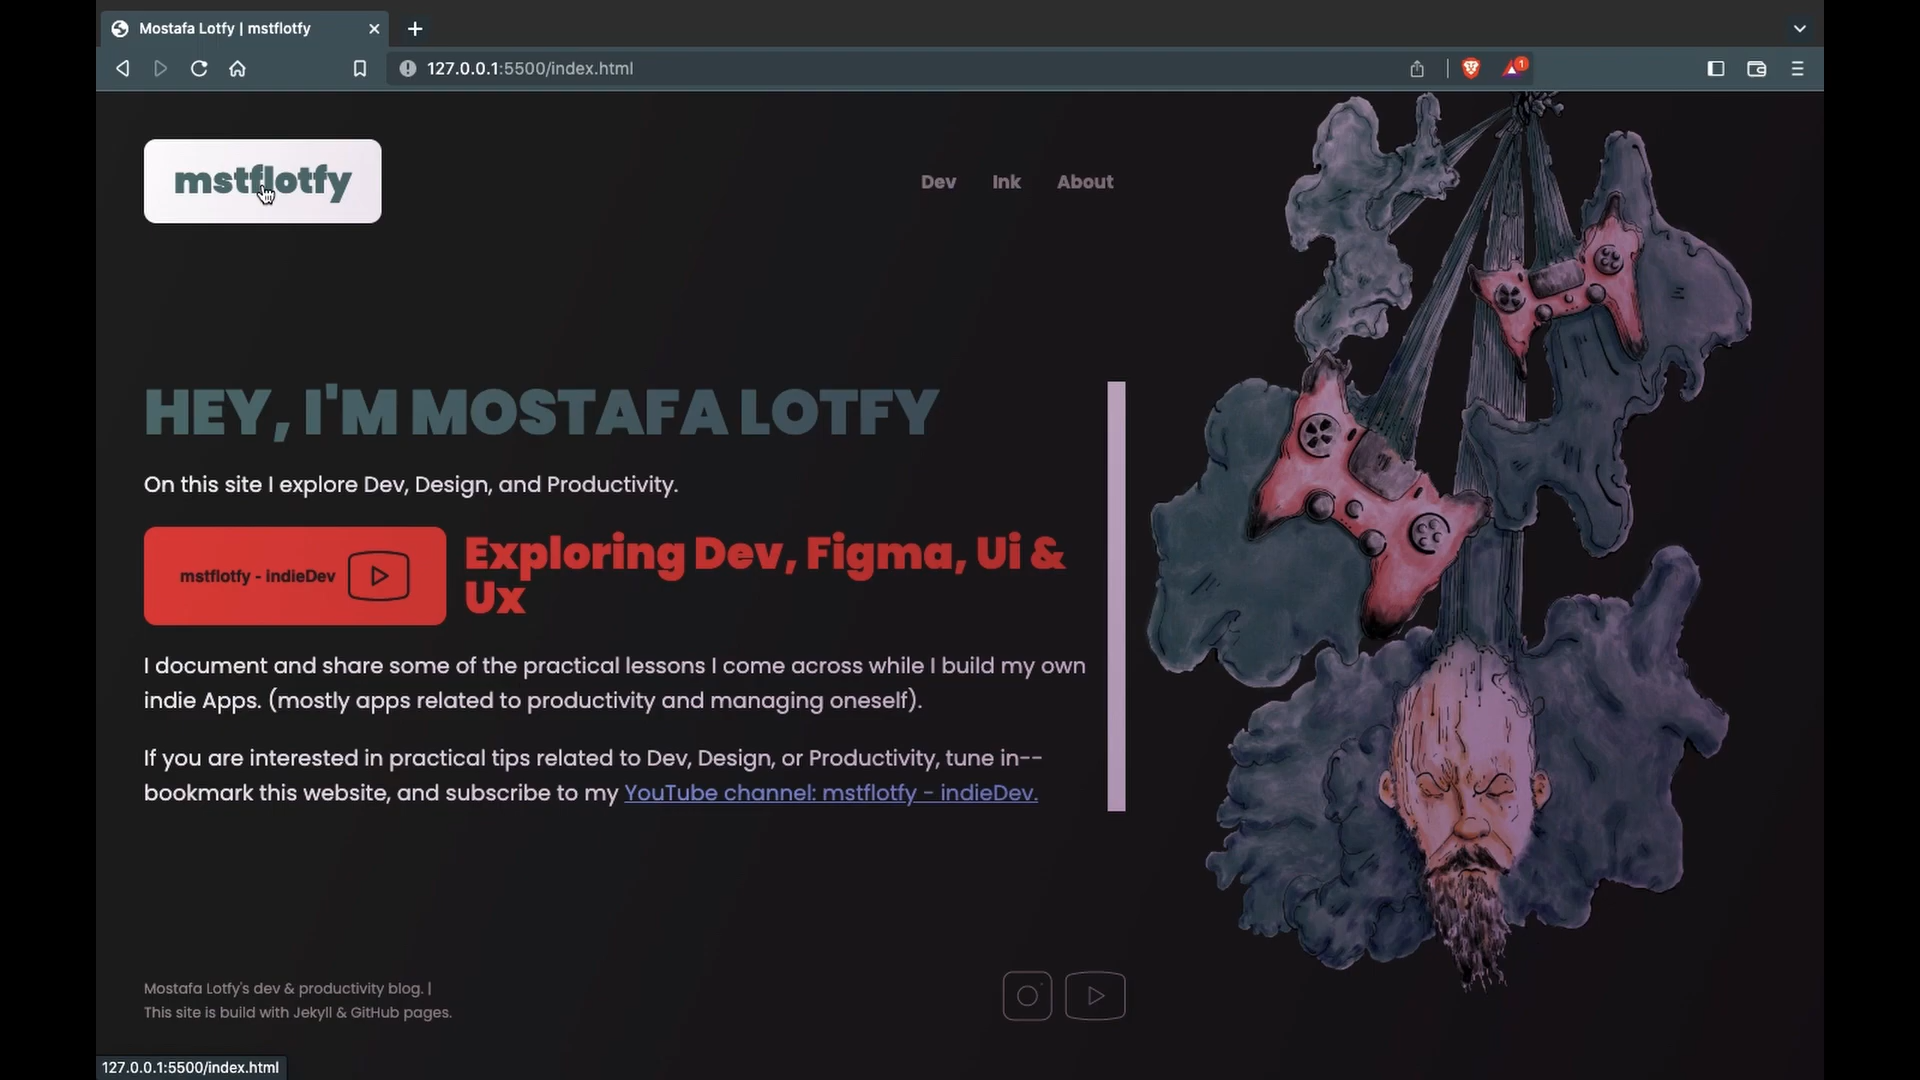 Mostafa Lotfy | mstflotfy
127.0.0.1:5500/index.html
1
mstflotfy
Dev Ink About
HEY, I'M MOSTAFA LOTFY
On this site I explore Dev, Design, and Productivity.
mstflotfy - indieDev
Exploring Dev, Figma, Ui &
Ux
I document and share some of the practical lessons I come across while I build my own
indie Apps. (mostly apps related to productivity and managing oneself).
If you are interested in practical tips related to Dev, Design, or Productivity, tune in--
bookmark this website, and subscribe to my YouTube channel: mstflotfy - indieDev.
Mostafa Lotfy's dev & productivity blog. |
This site is build with Jekyll & GitHub pages.
127.0.0.1:5500/index.html